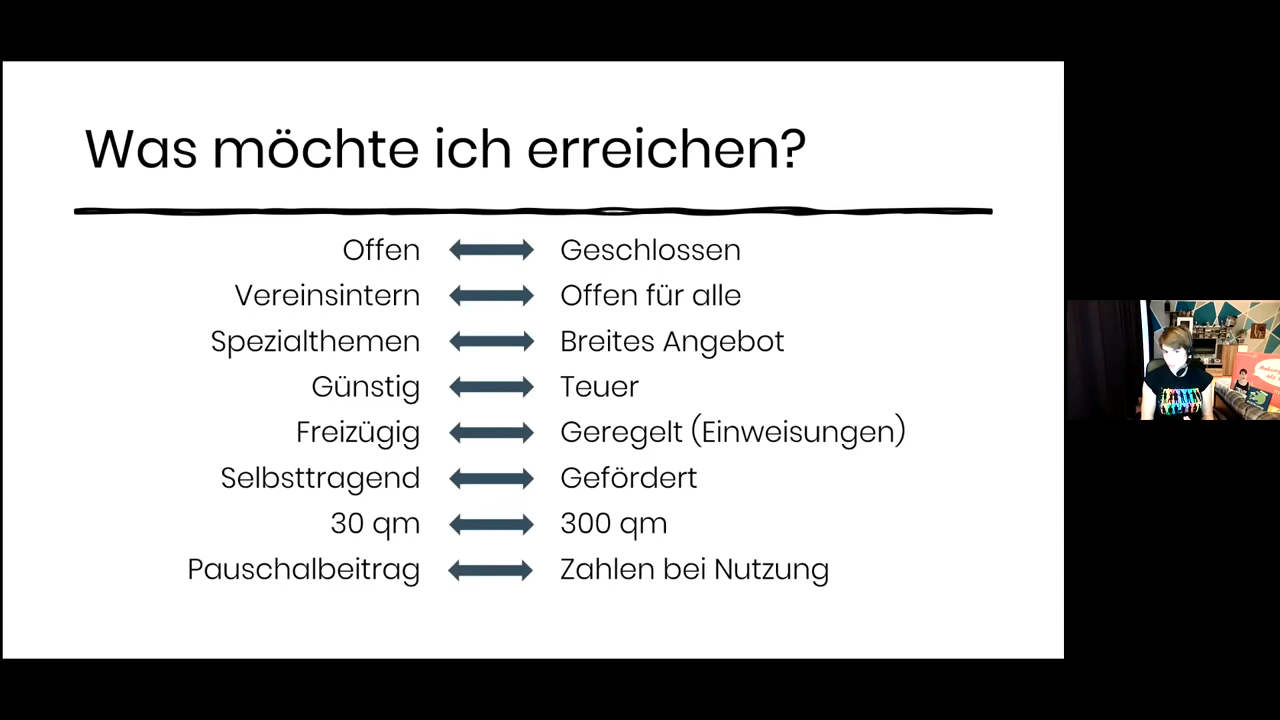 Was möchte ich erreichen?
Offen Geschlossen
Vereinsintern Offen für alle
Spezialthemen Breites Angebot
Günstig Teuer
Freizügig Geregelt (Einweisungen)
Selbsttragend Gefördert
30 qm 300 qm
Pauschalbeitrag Zahlen bei Nutzung